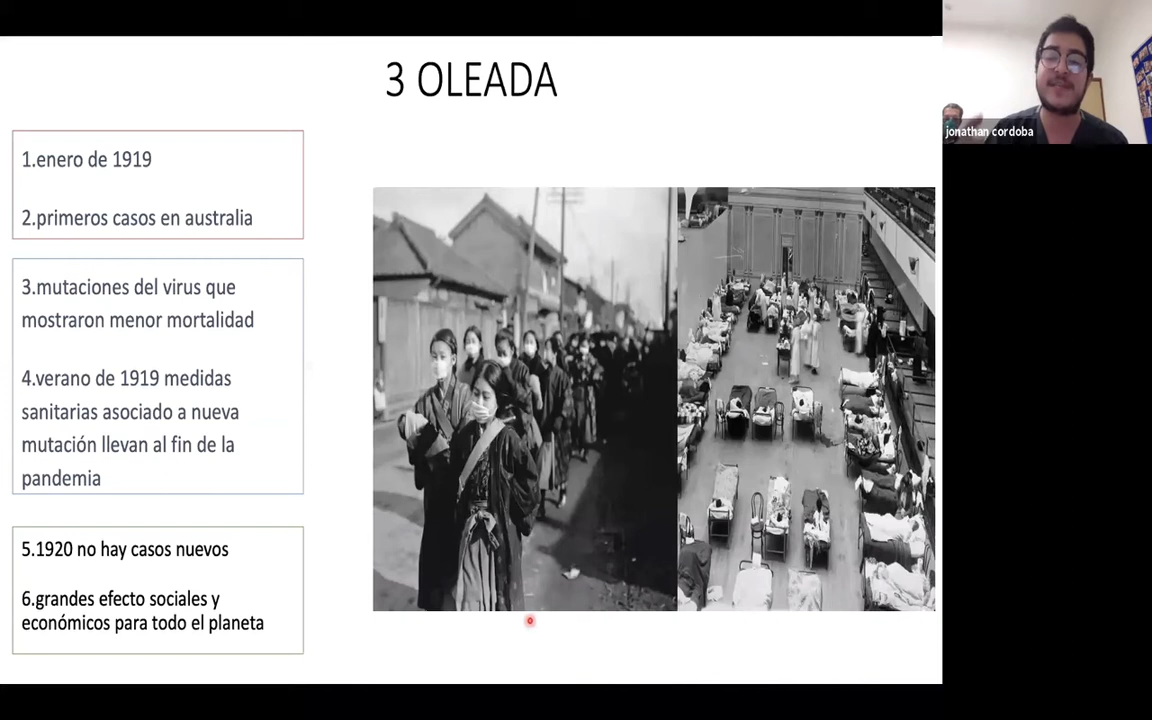 3 OLEADA
1.enero de 1919
2.primeros casos en australia
3.mutaciones del virus que
mostraron menor mortalidad
4.verano de 1919 medidas
sanitarias asociado a nueva
mutación llevan al fin de la
pandemia
5.1920 no hay casos nuevos
6.grandes efecto sociales y
económicos para todo el planeta
jonathan cordoba